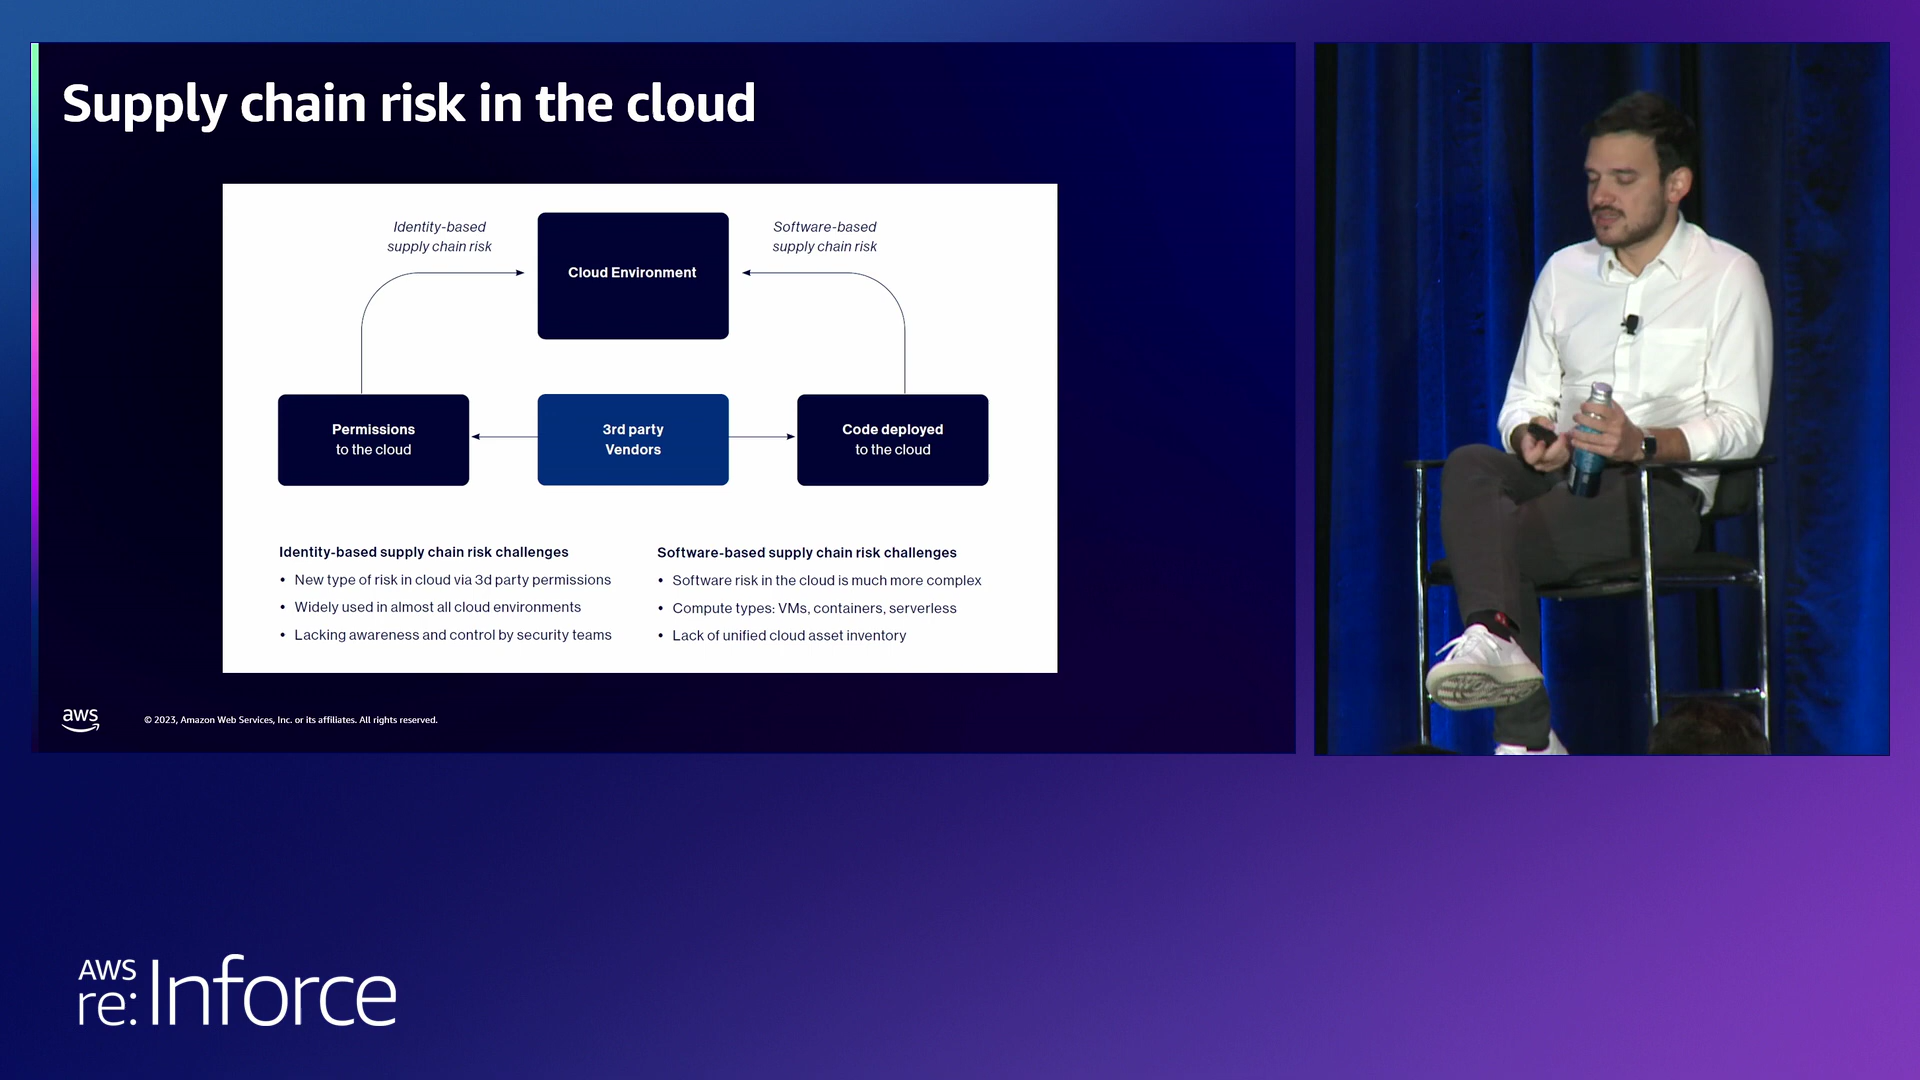 Supply chain risk in the cloud
Identity-based
supply chain risk
Cloud Environment
Software-based
supply chain risk
Permissions
to the cloud
3rd party
Vendors
Code deployed
to the cloud
Identity-based supply chain risk challenges
• New type of risk in cloud via 3d party permissions
• Widely used in almost all cloud environments
• Lacking awareness and control by security teams
Software-based supply chain risk challenges
• Software risk in the cloud is much more complex
• Compute types: VMs, containers, serverless
• Lack of unified cloud asset inventory
aws
© 2023, Amazon Web Services, Inc. or its affiliates. All rights reserved.
AWS
re:Inforce